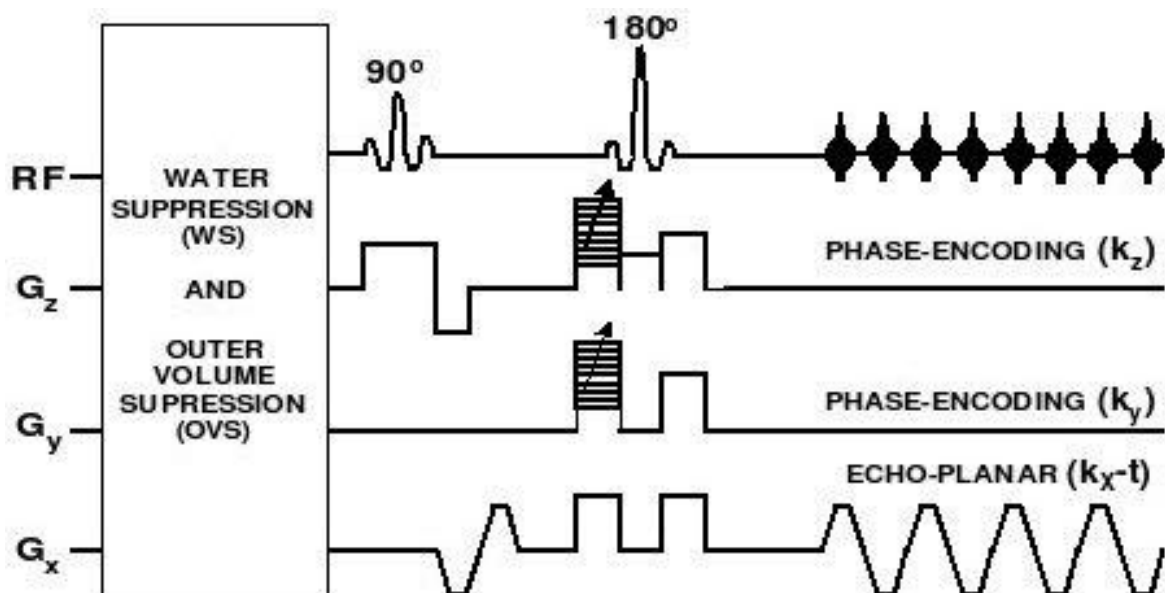 180º
90º
RF
WATER
SUPPRESSION
(WS)
AND
OUTER
VOLUME
SUPRESSION
(OVS)
Gz
PHASE-ENCODING (kz)
Gy
PHASE-ENCODING (ky)
Gx
ECHO-PLANAR (kX-t)